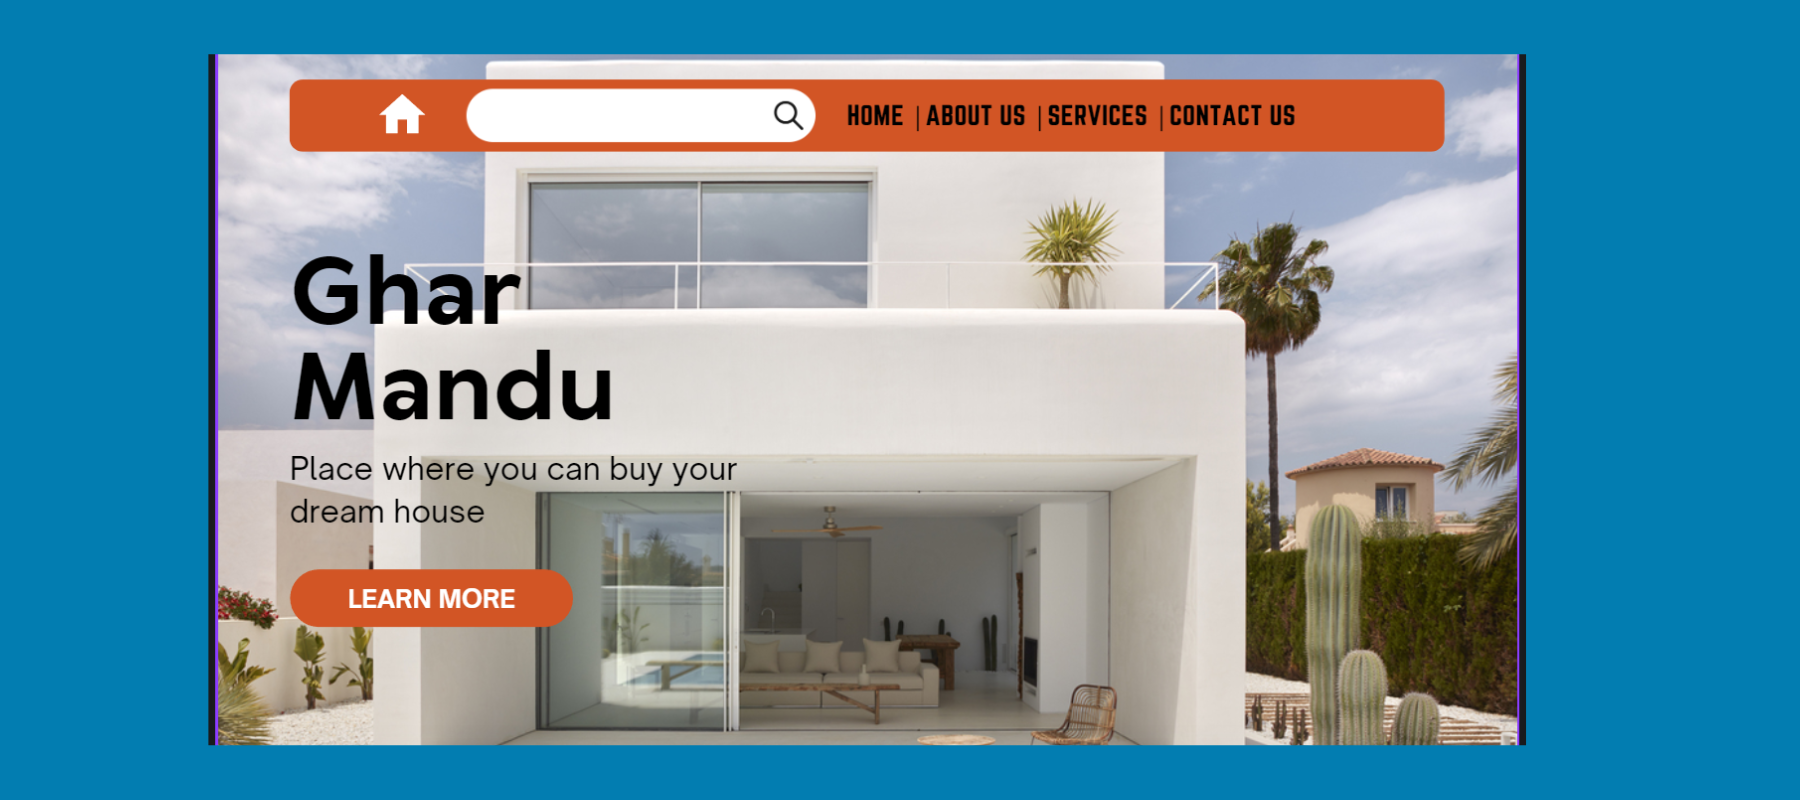 HOME | ABOUT US | SERVICES | CONTACT US
Ghar
Mandu
Place where you can buy your
dream house
LEARN MORE